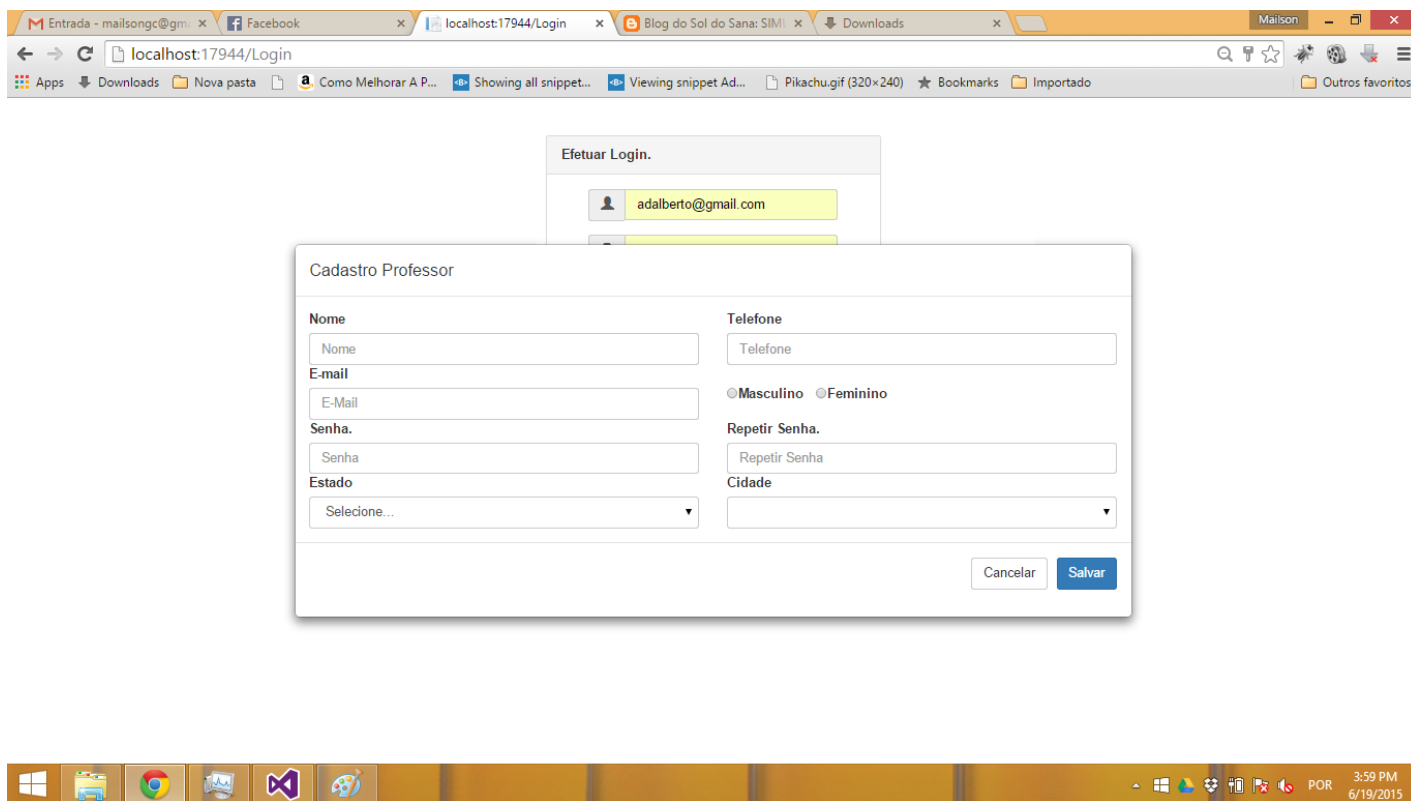 Entrada - mailsongc@gm
Facebook
localhost:17944/Login
Blog do Sol do Sana: SIM
Downloads
Mailson
localhost:17944/Login
Apps
Downloads
Nova pasta
Como Melhorar A P...
Showing all snippet...
Viewing snippet Ad...
Pikachu.gif (320×240)
Bookmarks
Importado
Outros favoritos
Efetuar Login.
adalberto@gmail.com
Cadastro Professor
Nome
Telefone
Nome
Telefone
E-mail
E-Mail
Masculino
Feminino
Senha.
Repetir Senha.
Senha
Repetir Senha
Estado
Cidade
Selecione...
Cancelar
Salvar
POR
3:59 PM
6/19/2015